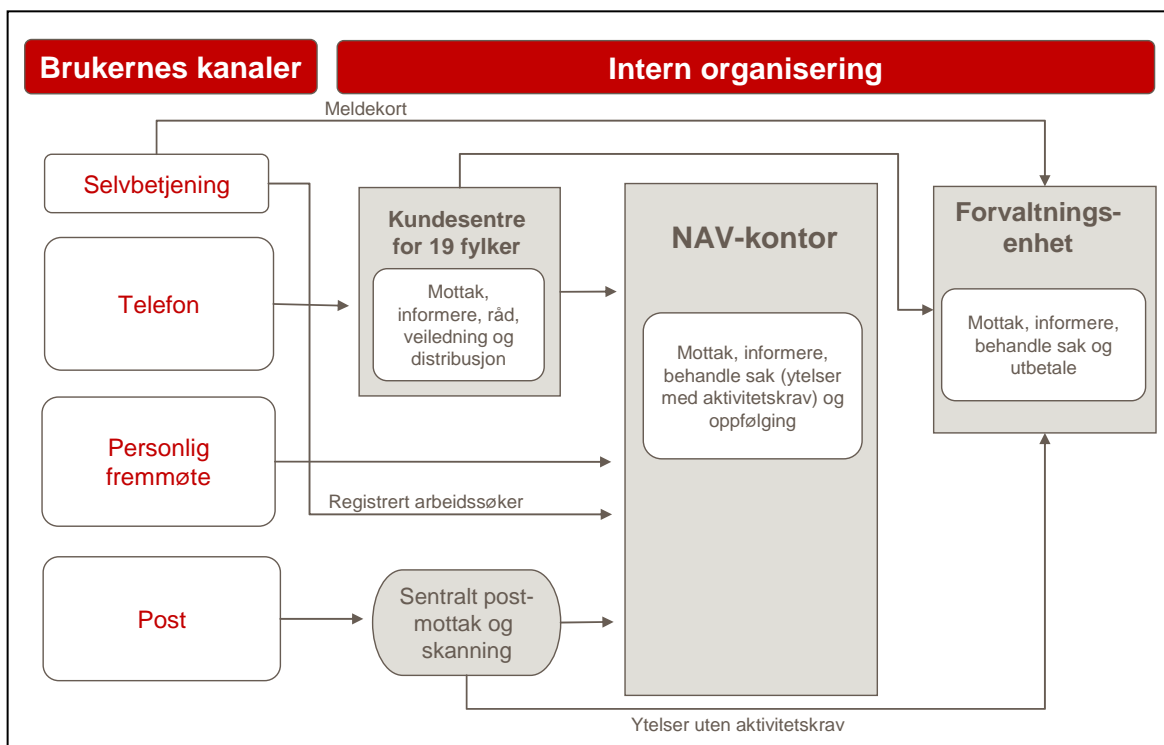 Brukernes kanaler
Intern organisering
Meldekort
Selvbetjening
Telefon
Personlig
fremmøte
Post
Kundesentre
for 19 fylker
Mottak,
informere, råd,
veiledning og
distribusjon
Registrert arbeidssøker
Sentralt post-
mottak og
skanning
NAV-kontor
Mottak, informere,
behandle sak (ytelser
med aktivitetskrav) og
oppfølging
Forvaltnings-
enhet
Mottak, informere,
behandle sak og
utbetale
Ytelser uten aktivitetskrav